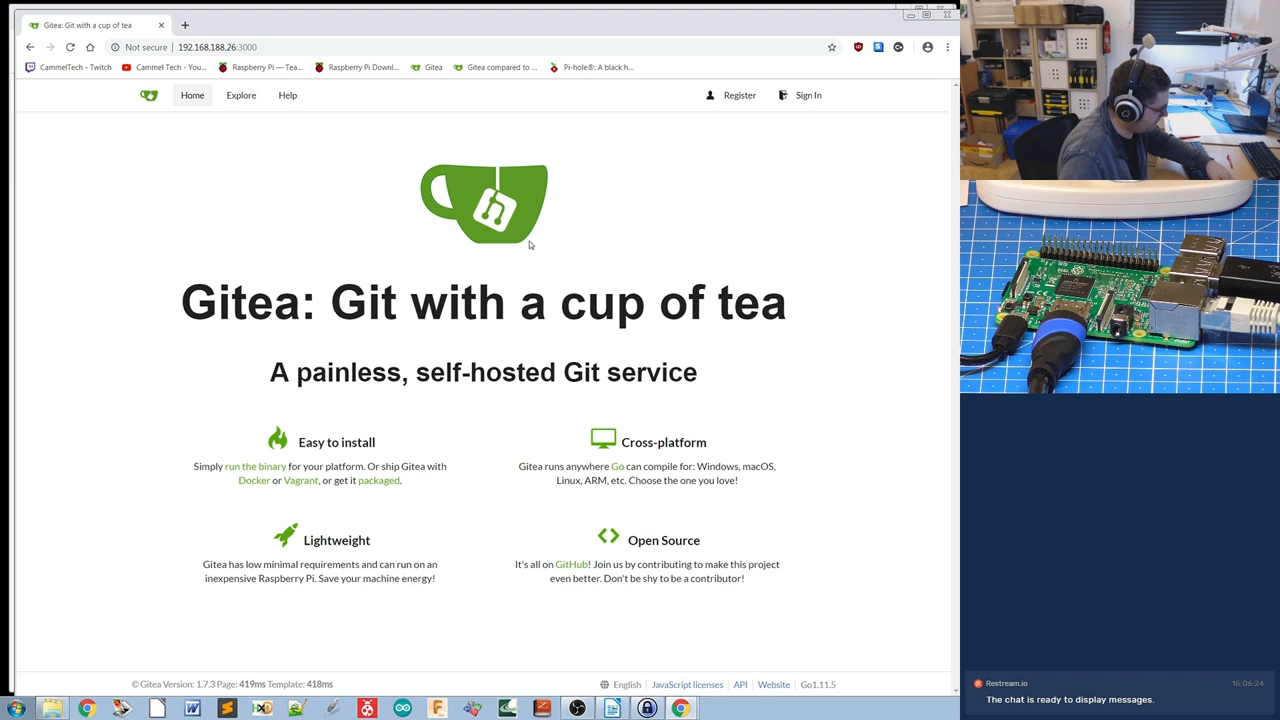 Gitea: Git with a cup of tea
Not secure 192.168.188.26:3000
CammelTech - Twitch Cammel Tech - You... Raspberry Pi — Tea... Raspberry Pi Downl... Gitea Gitea compared to ... Pi-hole®: A black h...
Home Explore Help Register Sign In
Gitea: Git with a cup of tea
A painless, self-hosted Git service
Easy to install
Simply run the binary for your platform. Or ship Gitea with
Docker or Vagrant, or get it packaged.
Cross-platform
Gitea runs anywhere Go can compile for: Windows, macOS,
Linux, ARM, etc. Choose the one you love!
Lightweight
Gitea has low minimal requirements and can run on an
inexpensive Raspberry Pi. Save your machine energy!
Open Source
It's all on GitHub! Join us by contributing to make this project
even better. Don't be shy to be a contributor!
© Gitea Version: 1.7.3 Page: 419ms Template: 418ms
English JavaScript licenses API Website Go1.11.5
Restream.io 15:06:24
The chat is ready to display messages.